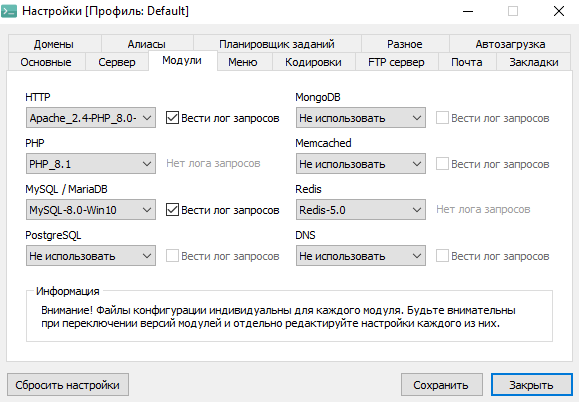 Настройки [Профиль: Default]
Домены Алиасы Планировщик заданий Разное Автозагрузка
Основные Сервер Модули Меню Кодировки FTP сервер Почта Закладки
HTTP MongoDB
Apache_2.4-PHP_8.0- Вести лог запросов Не использовать Вести лог запросов
PHP Memcached
PHP_8.1 Нет лога запросов Не использовать Вести лог запросов
MySQL / MariaDB Redis
MySQL-8.0-Win10 Вести лог запросов Redis-5.0 Нет лога запросов
PostgreSQL DNS
Не использовать Вести лог запросов Не использовать Вести лог запросов
Информация
Внимание! Файлы конфигурации индивидуальны для каждого модуля. Будьте внимательны
при переключении версий модулей и отдельно редактируйте настройки каждого из них.
Сбросить настройки Сохранить Закрыть